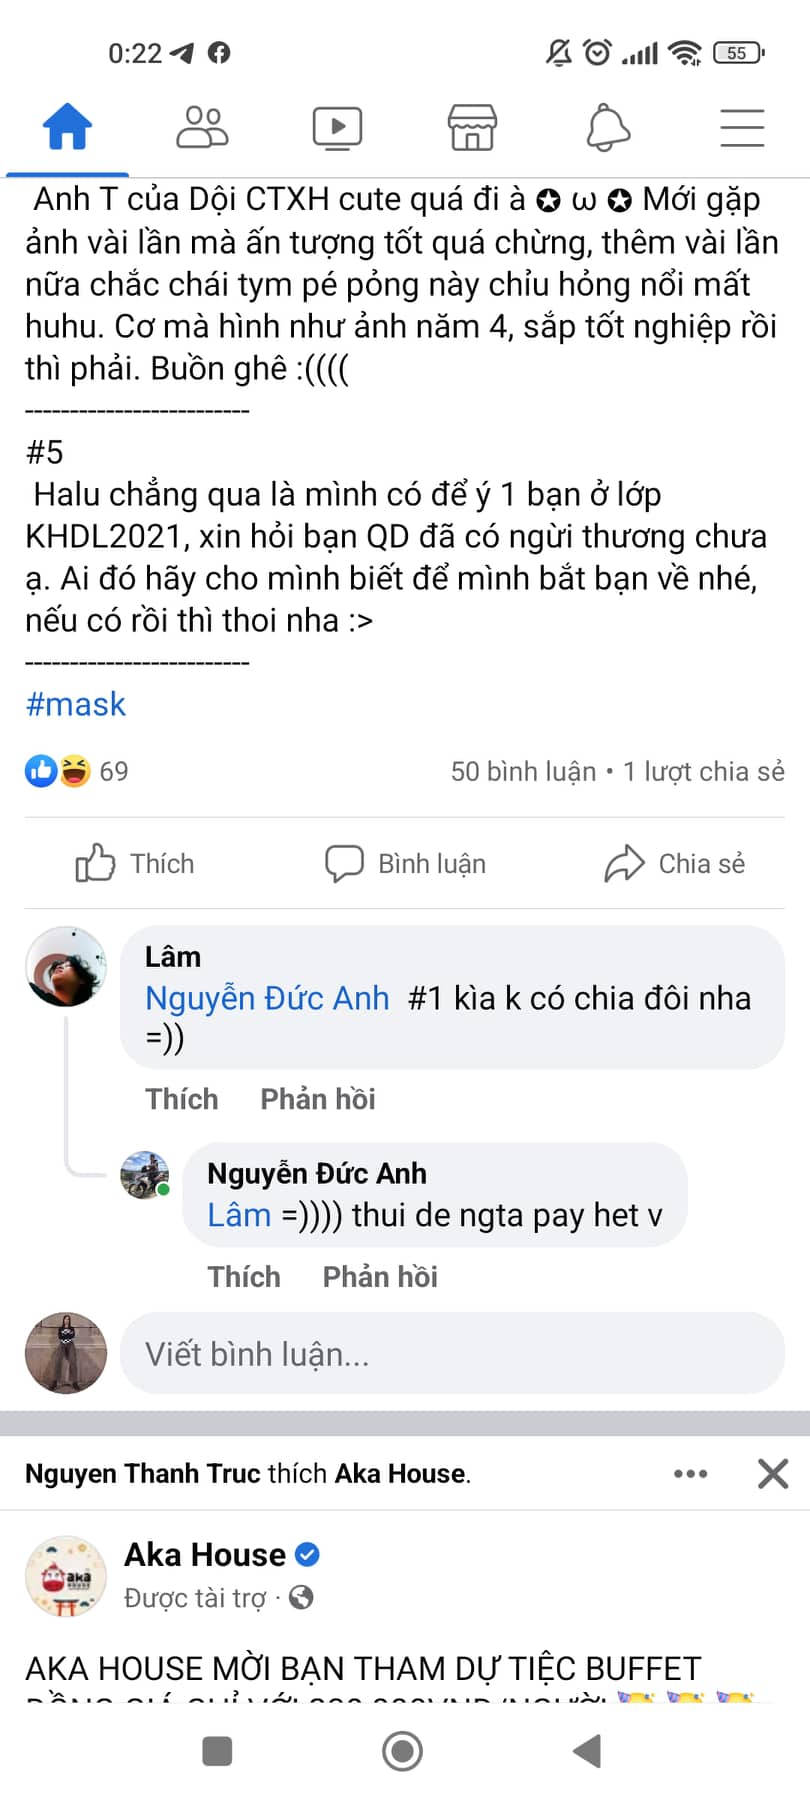 0:22
55
Anh T của Dội CTXH cute quá đi à ✪ ω ✪ Mới gặp
ảnh vài lần mà ấn tượng tốt quá chừng, thêm vài lần
nữa chắc chái tym pé pỏng này chỉu hỏng nổi mất
huhu. Cơ mà hình như ảnh năm 4, sắp tốt nghiệp rồi
thì phải. Buồn ghê :((((
-------------------------
#5
Halu chẳng qua là mình có để ý 1 bạn ở lớp
KHDL2021, xin hỏi bạn QD đã có ngừi thương chưa
ạ. Ai đó hãy cho mình biết để mình bắt bạn về nhé,
nếu có rồi thì thoi nha :>
-------------------------
#mask
69 50 bình luận • 1 lượt chia sẻ
Thích Bình luận Chia sẻ
Lâm
Nguyễn Đức Anh #1 kìa k có chia đôi nha
=))
Thích Phản hồi
Nguyễn Đức Anh
Lâm =)))) thui de ngta pay het v
Thích Phản hồi
Viết bình luận...
Nguyen Thanh Truc thích Aka House.
Aka House
aka
Được tài trợ ·
AKA HOUSE MỜI BẠN THAM DỰ TIỆC BUFFET